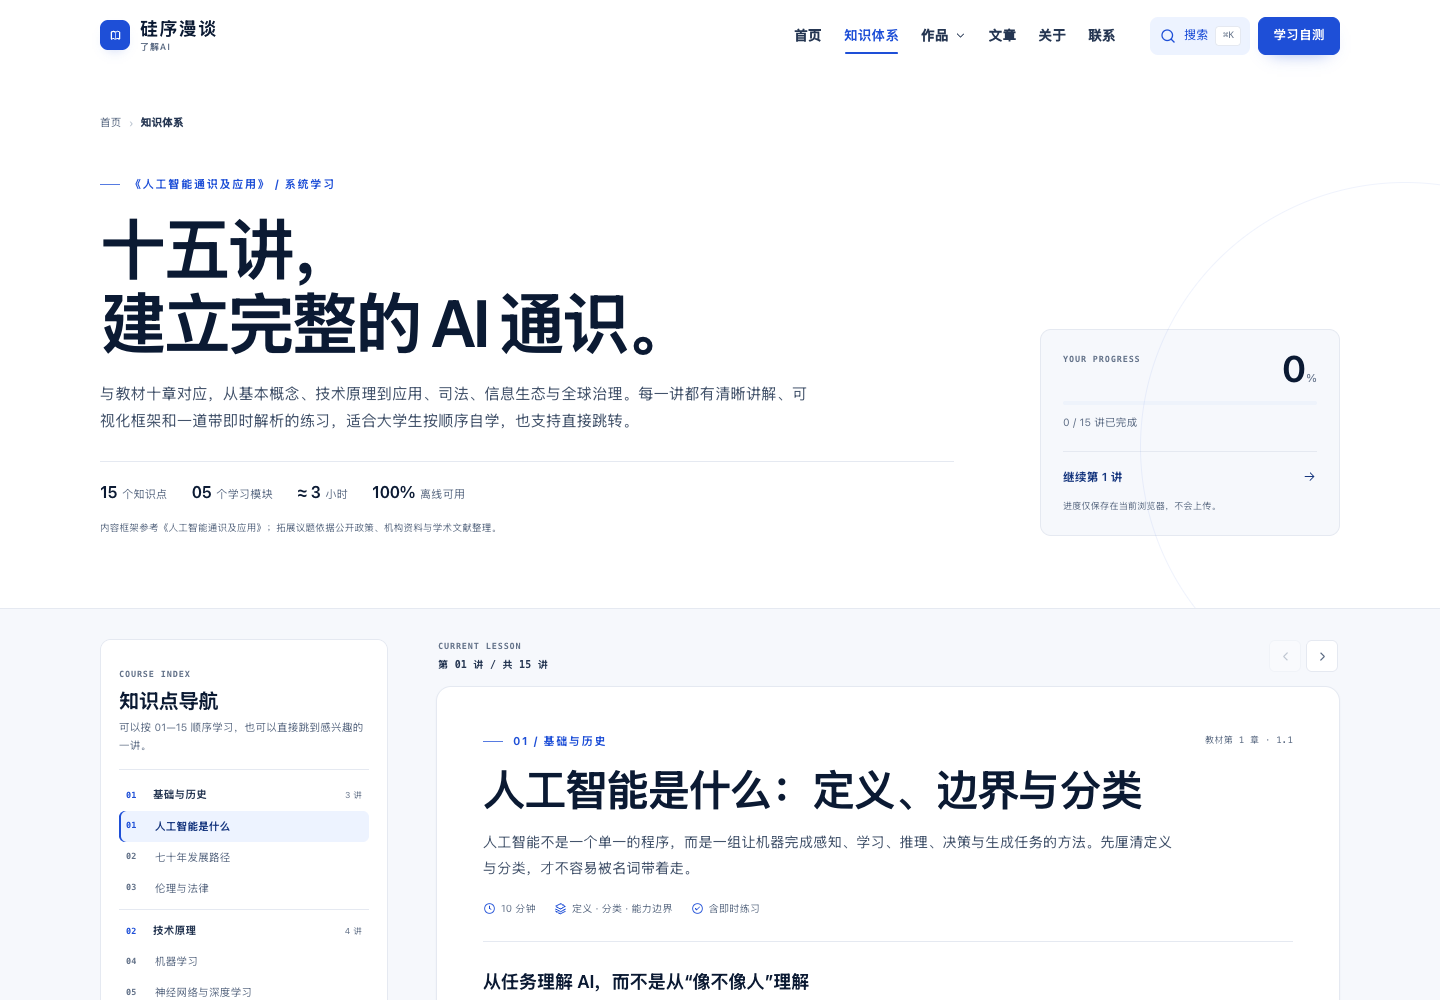 硅序漫谈
了解AI
首页 知识体系 作品 文章 关于 联系 搜索 ⌘K 学习自测
首页 › 知识体系
《人工智能通识及应用》 / 系统学习
十五讲，
建立完整的 AI 通识。
与教材十章对应，从基本概念、技术原理到应用、司法、信息生态与全球治理。每一讲都有清晰讲解、可
视化框架和一道带即时解析的练习，适合大学生按顺序自学，也支持直接跳转。
15 个知识点 05 个学习模块 ≈ 3 小时 100% 离线可用
内容框架参考《人工智能通识及应用》；拓展议题依据公开政策、机构资料与学术文献整理。
YOUR PROGRESS
0%
0 / 15 讲已完成
继续第 1 讲
进度仅保存在当前浏览器，不会上传。
COURSE INDEX
知识点导航
可以按 01—15 顺序学习，也可以直接跳到感兴趣的
一讲。
01 基础与历史 3 讲
01 人工智能是什么
02 七十年发展路径
03 伦理与法律
02 技术原理 4 讲
04 机器学习
05 神经网络与深度学习
CURRENT LESSON
第 01 讲 / 共 15 讲
01 / 基础与历史
教材第 1 章 · 1.1
人工智能是什么：定义、边界与分类
人工智能不是一个单一的程序，而是一组让机器完成感知、学习、推理、决策与生成任务的方法。先厘清定义
与分类，才不容易被名词带着走。
10 分钟 定义 · 分类 · 能力边界 含即时练习
从任务理解 AI，而不是从“像不像人”理解